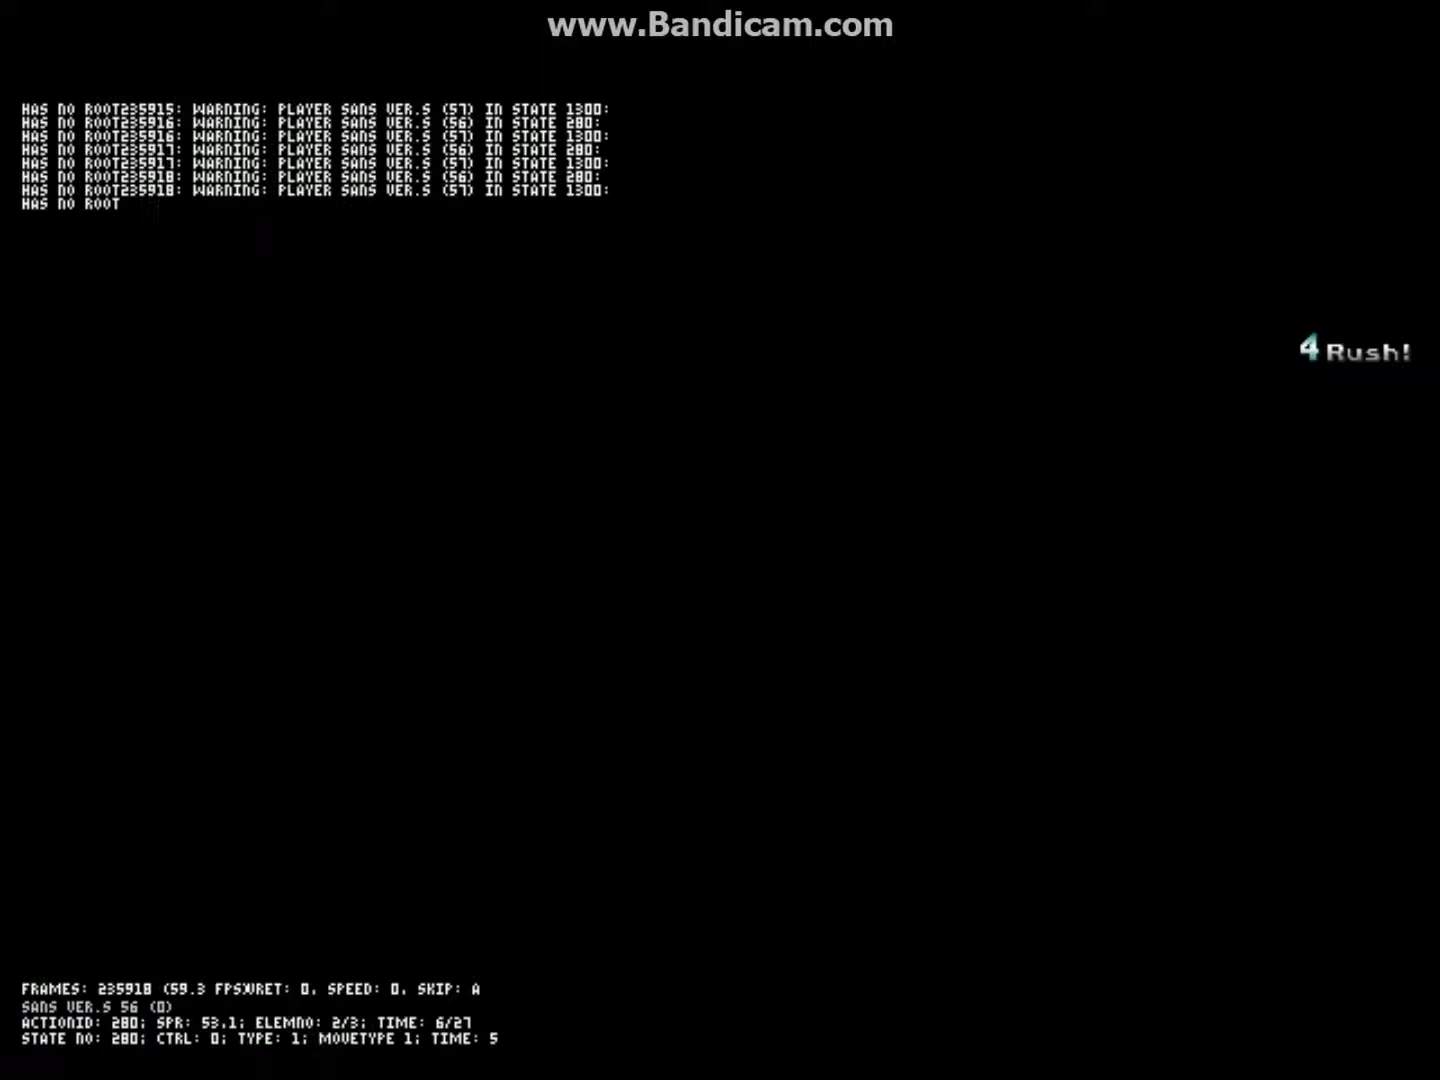 www.Bandicam.com
HAS NO ROOT235915: WARNING: PLAYER SANS VER.S (57) IN STATE 1300:
HAS NO ROOT235916: WARNING: PLAYER SANS VER.S (56) IN STATE 280:
HAS NO ROOT235916: WARNING: PLAYER SANS VER.S (57) IN STATE 1300:
HAS NO ROOT235917: WARNING: PLAYER SANS VER.S (56) IN STATE 280:
HAS NO ROOT235917: WARNING: PLAYER SANS VER.S (57) IN STATE 1300:
HAS NO ROOT235918: WARNING: PLAYER SANS VER.S (56) IN STATE 280:
HAS NO ROOT235918: WARNING: PLAYER SANS VER.S (57) IN STATE 1300:
HAS NO ROOT
4 Rush!
FRAMES: 235918 (59.3 FPS)VRET: 0, SPEED: 0, SKIP: A
SANS VER.S 56 (0)
ACTIONID: 280; SPR: 53,1; ELEMNO: 2/3; TIME: 6/27
STATE NO: 280; CTRL: 0; TYPE: 1; MOVETYPE 1; TIME: 5